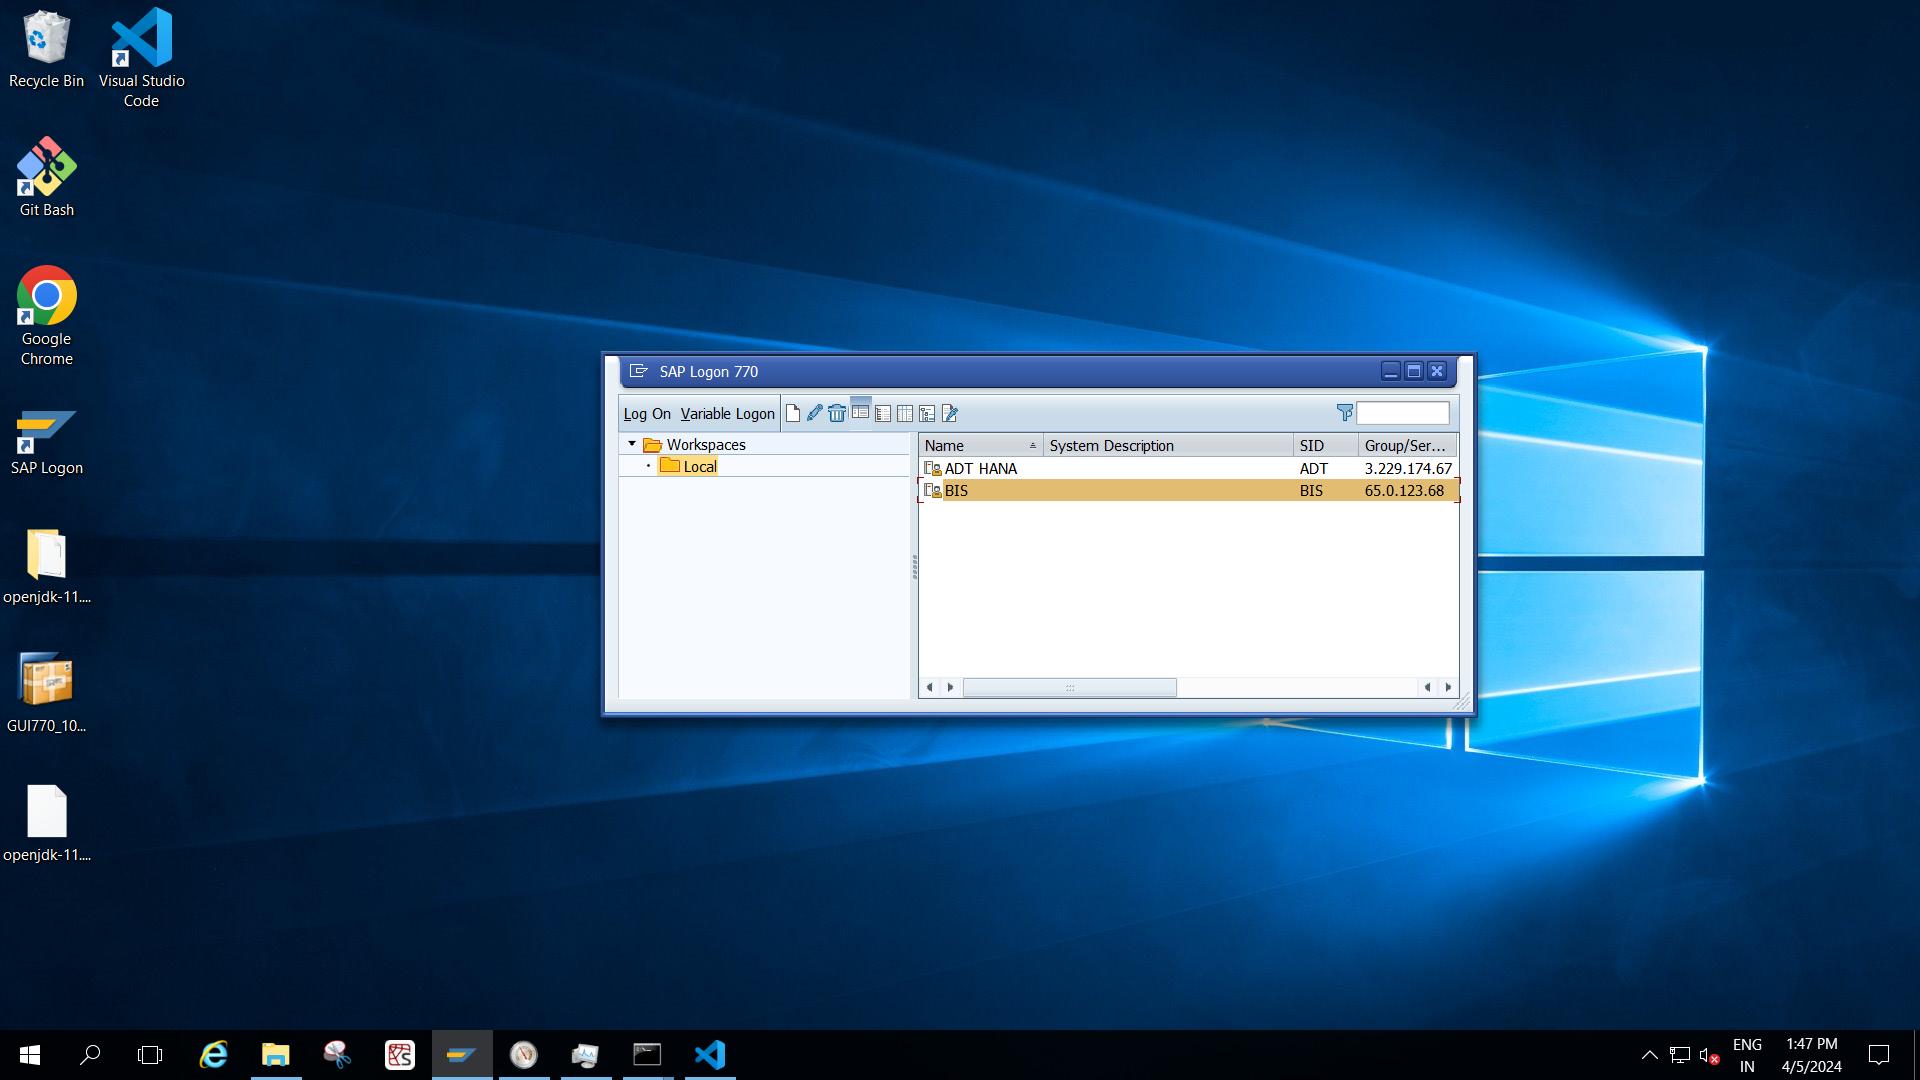 Recycle Bin
Visual Studio
Code
Git Bash
Google
Chrome
SAP Logon
openjdk-11....
GUI770_10...
openjdk-11....
SAP Logon 770
Log On Variable Logon
Workspaces
Local
Name System Description SID Group/Ser...
ADT HANA ADT 3.229.174.67
BIS BIS 65.0.123.68
ENG
IN
1:47 PM
4/5/2024